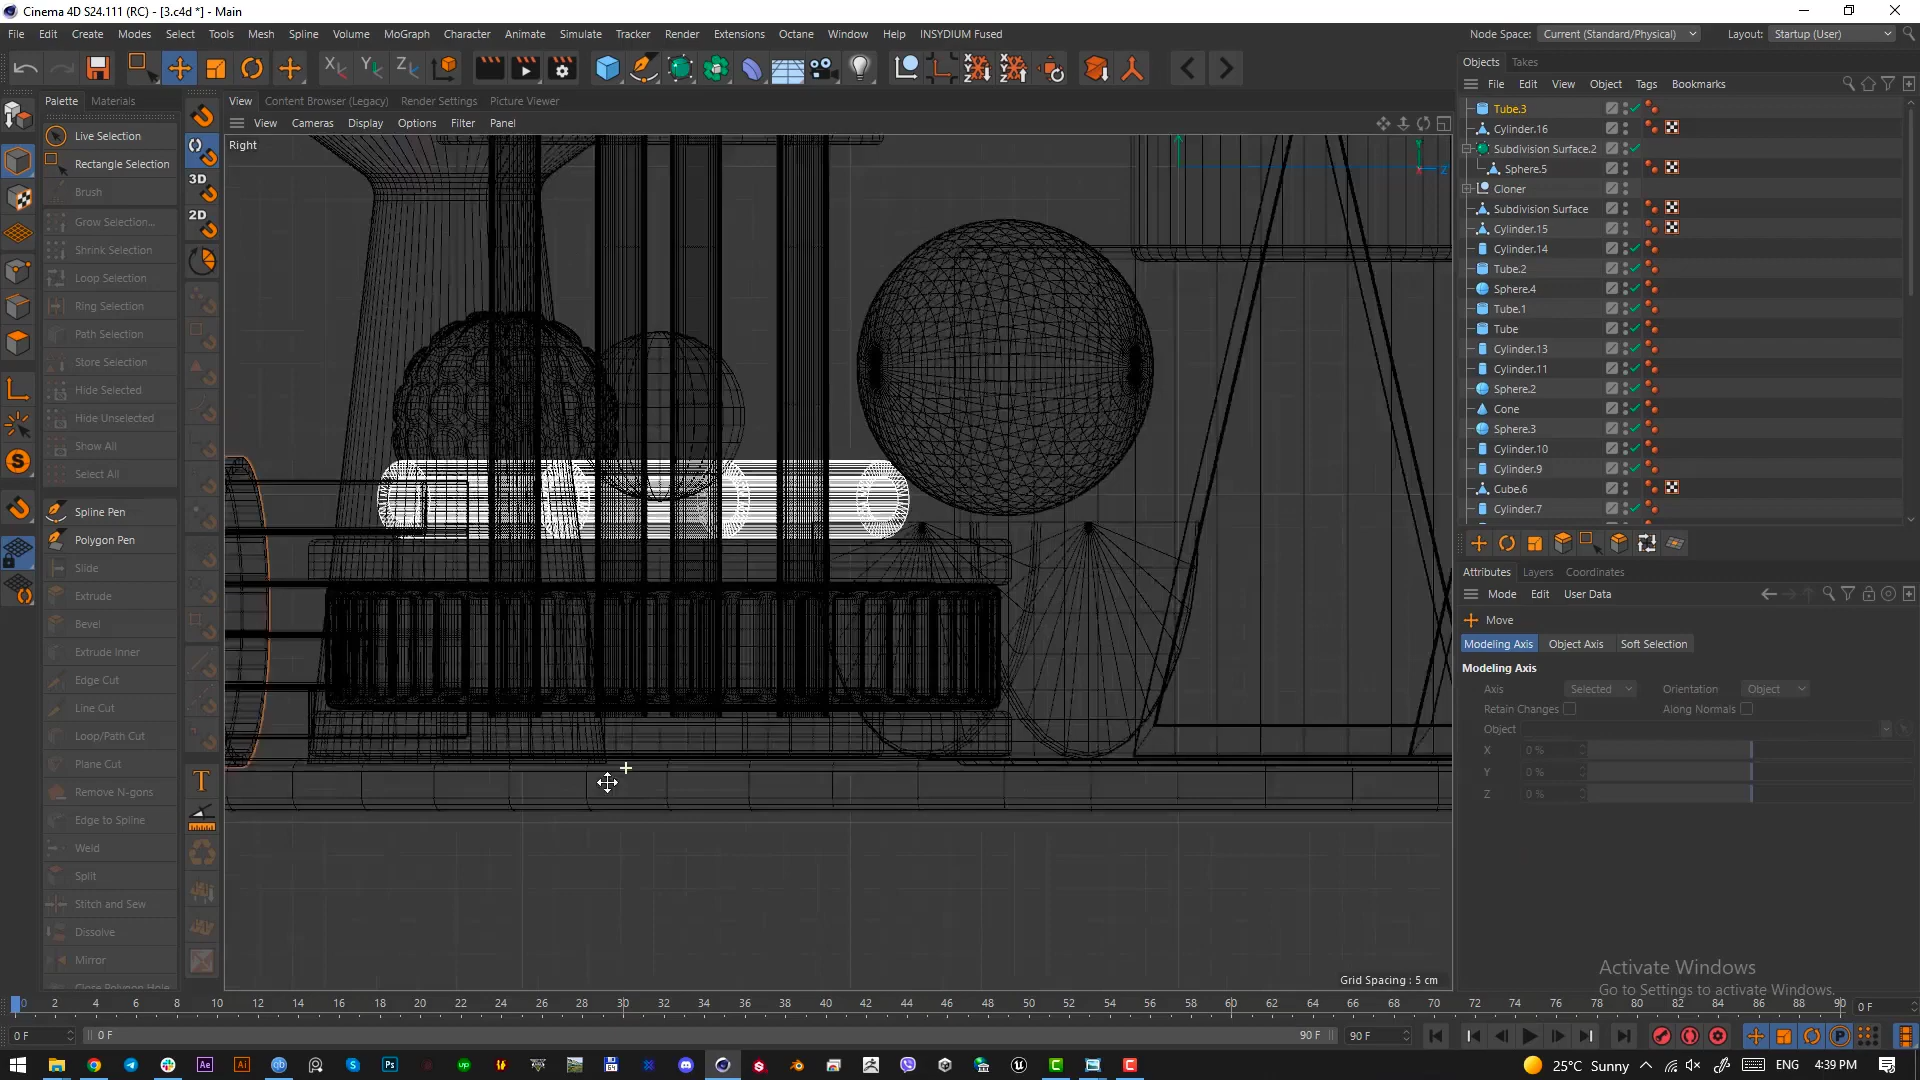 Cinema 4D S24.111 (RC) - [3.c4d *] - Main
File Edit Create Modes Select Tools Mesh Spline Volume MoGraph Character Animate Simulate Tracker Render Extensions Octane Window Help INSYDIUM Fused
Node Space: Current (Standard/Physical) Layout: Startup (User)
Palette Materials
View Content Browser (Legacy) Render Settings Picture Viewer
View Cameras Display Options Filter Panel
Right
Live Selection
Rectangle Selection
Brush
Grow Selection...
Shrink Selection
Loop Selection
Ring Selection
Path Selection
Store Selection
Hide Selected
Hide Unselected
Show All
Select All
Spline Pen
Polygon Pen
Slide
Extrude
Bevel
Extrude Inner
Edge Cut
Line Cut
Loop/Path Cut
Plane Cut
Remove N-gons
Edge to Spline
Weld
Split
Stitch and Sew
Dissolve
Mirror
Close Polygon Hole
3D
2D
Y
Z
Grid Spacing : 5 cm
Objects Takes
File Edit View Object Tags Bookmarks
Tube.3
Cylinder.16
Subdivision Surface.2
Sphere.5
Cloner
Subdivision Surface
Cylinder.15
Cylinder.14
Tube.2
Sphere.4
Tube.1
Tube
Cylinder.13
Cylinder.11
Sphere.2
Cone
Sphere.3
Cylinder.10
Cylinder.9
Cube.6
Cylinder.7
Attributes Layers Coordinates
Mode Edit User Data
Move
Modeling Axis Object Axis Soft Selection
Modeling Axis
Axis Selected Orientation Object
Retain Changes Along Normals
Object
X 0 %
Y 0 %
Z 0 %
Activate Windows
Go to Settings to activate Windows.
0 2 4 6 8 10 12 14 16 18 20 22 24 26 28 30 32 34 36 38 40 42 44 46 48 50 52 54 56 58 60 62 64 66 68 70 72 74 76 78 80 82 84 86 88 90 0 F
0 F 0 F 90 F 90 F
25°C Sunny ENG 4:39 PM